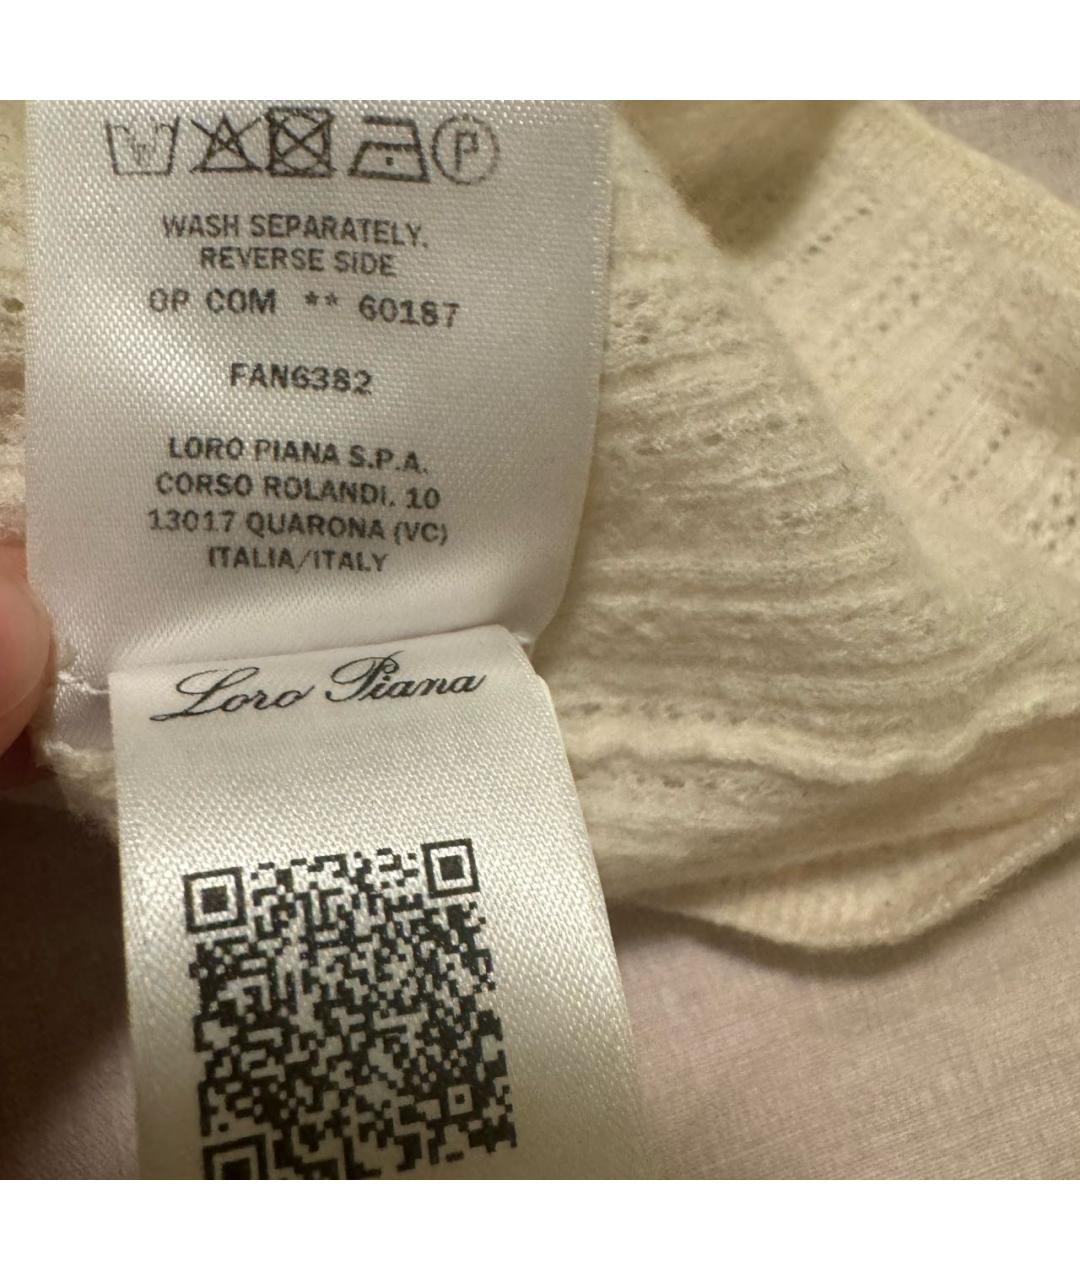 P
WASH SEPARATELY.
REVERSE SIDE
OP COM ** 60187
FAN6382
LORO PIANA S.P.A.
CORSO ROLANDI. 10
13017 QUARONA (VC)
ITALIA/ITALY
Loro Piana